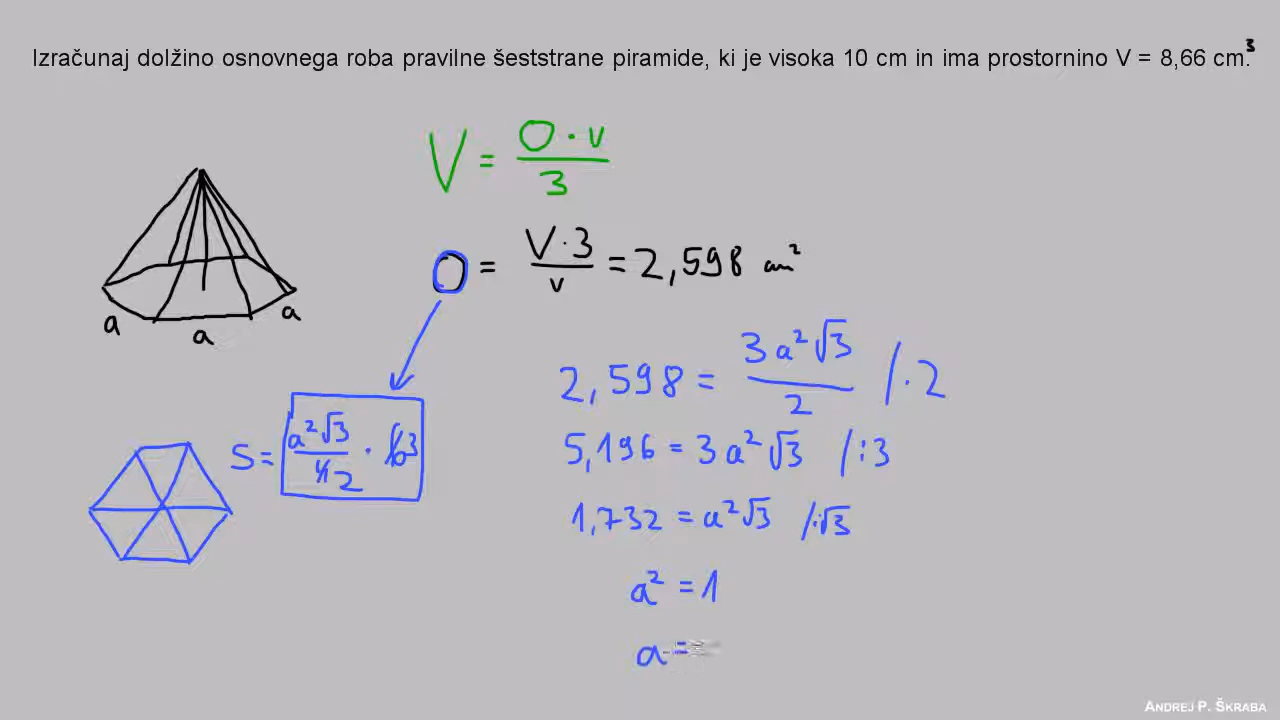 Izračunaj dolžino osnovnega roba pravilne šeststrane piramide, ki je visoka 10 cm in ima prostornino V = 8,66 cm³.
V = O · v / 3
O = V · 3 / v = 2,598 cm²
a a a
2,598 = 3a²√3 / 2 / · 2
S = a²√3 / 4 2 · 6 3
5,196 = 3a²√3 / : 3
1,732 = a²√3 / : √3
a² = 1
a =
ANDREJ P. ŠKRABA